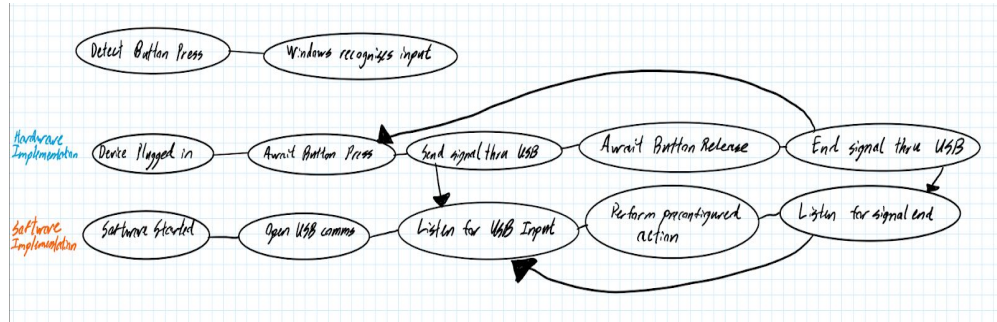 Detect Button Press
Windows recognises input
Hardware
Implementation
Device Plugged in
Await Button Press
Send signal thru USB
Await Button Release
End signal thru USB
Software
Implementation
Software Started
Open USB comms
Listen for USB Input
Perform preconfigured
action
Listen for signal end